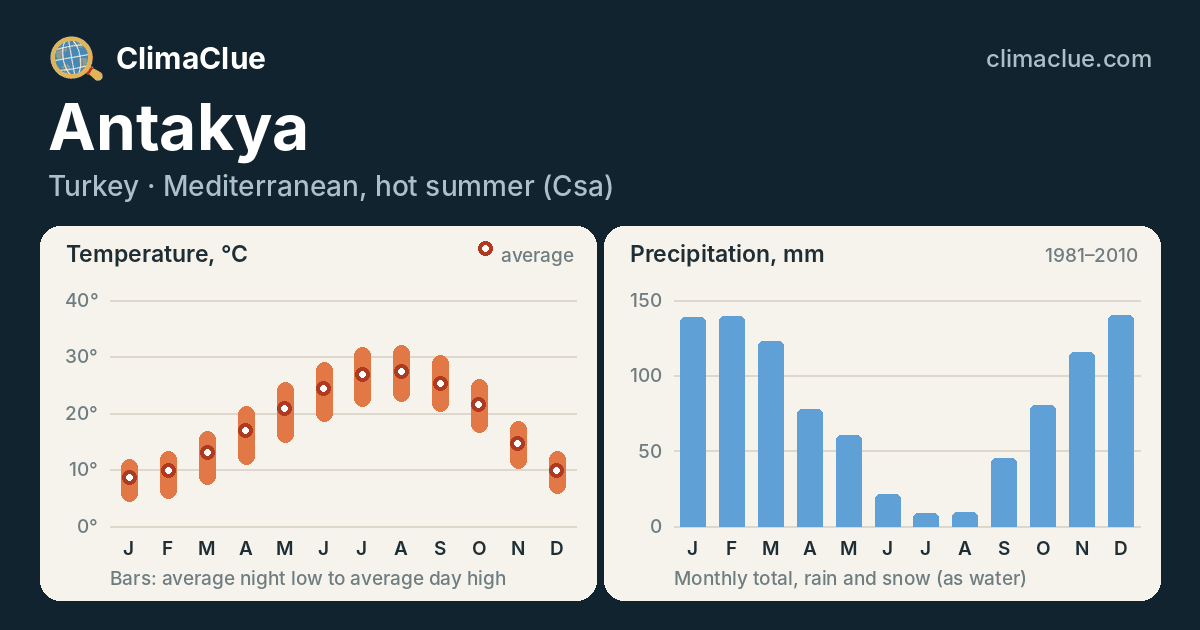 ClimaClue
climaclue.com
Antakya
Turkey · Mediterranean, hot summer (Csa)
Temperature, °C
average
40°
30°
20°
10°
0°
J F M A M J J A S O N D
Bars: average night low to average day high
Precipitation, mm
1981–2010
150
100
50
0
J F M A M J J A S O N D
Monthly total, rain and snow (as water)